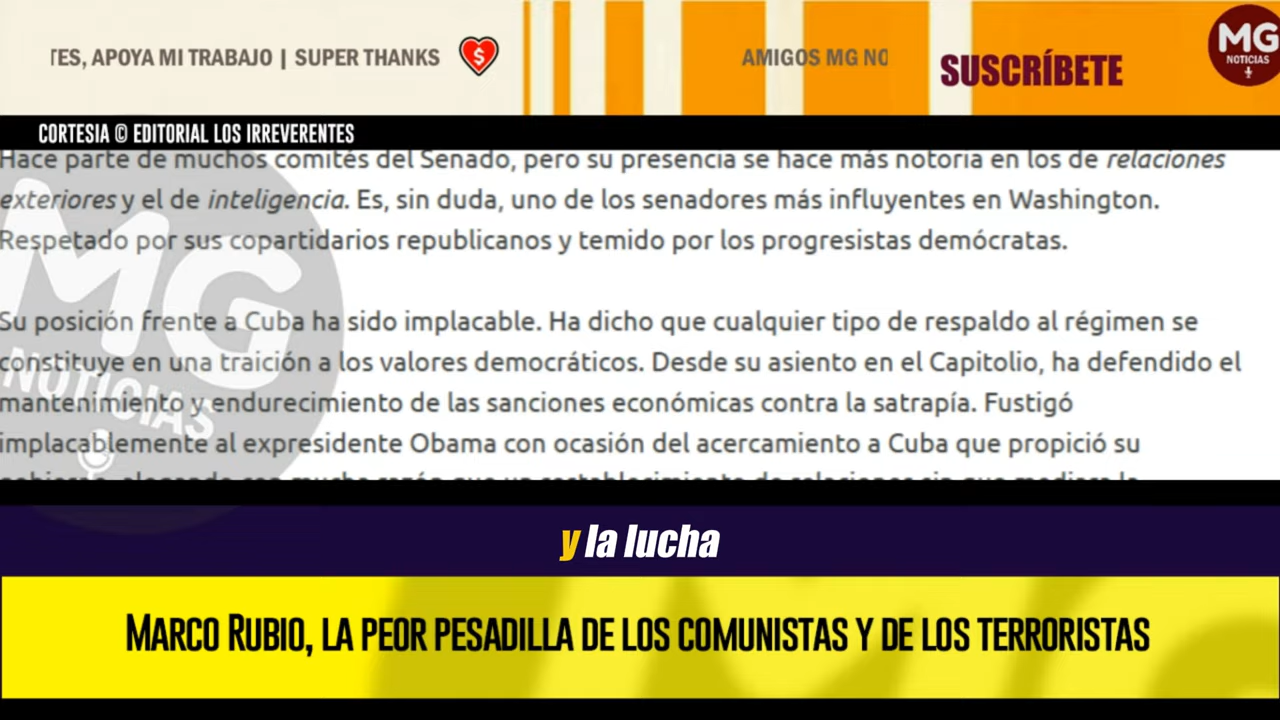 TES, APOYA MI TRABAJO | SUPER THANKS
AMIGOS MG NO
SUSCRÍBETE
MG
NOTICIAS
CORTESIA © EDITORIAL LOS IRREVERENTES
Hace parte de muchos comités del Senado, pero su presencia se hace más notoria en los de relaciones
exteriores y el de inteligencia. Es, sin duda, uno de los senadores más influyentes en Washington.
Respetado por sus copartidarios republicanos y temido por los progresistas demócratas.
Su posición frente a Cuba ha sido implacable. Ha dicho que cualquier tipo de respaldo al régimen se
constituye en una traición a los valores democráticos. Desde su asiento en el Capitolio, ha defendido el
mantenimiento y endurecimiento de las sanciones económicas contra la satrapía. Fustigó
implacablemente al expresidente Obama con ocasión del acercamiento a Cuba que propició su
MG
NOTICIAS
y la lucha
MARCO RUBIO, LA PEOR PESADILLA DE LOS COMUNISTAS Y DE LOS TERRORISTAS